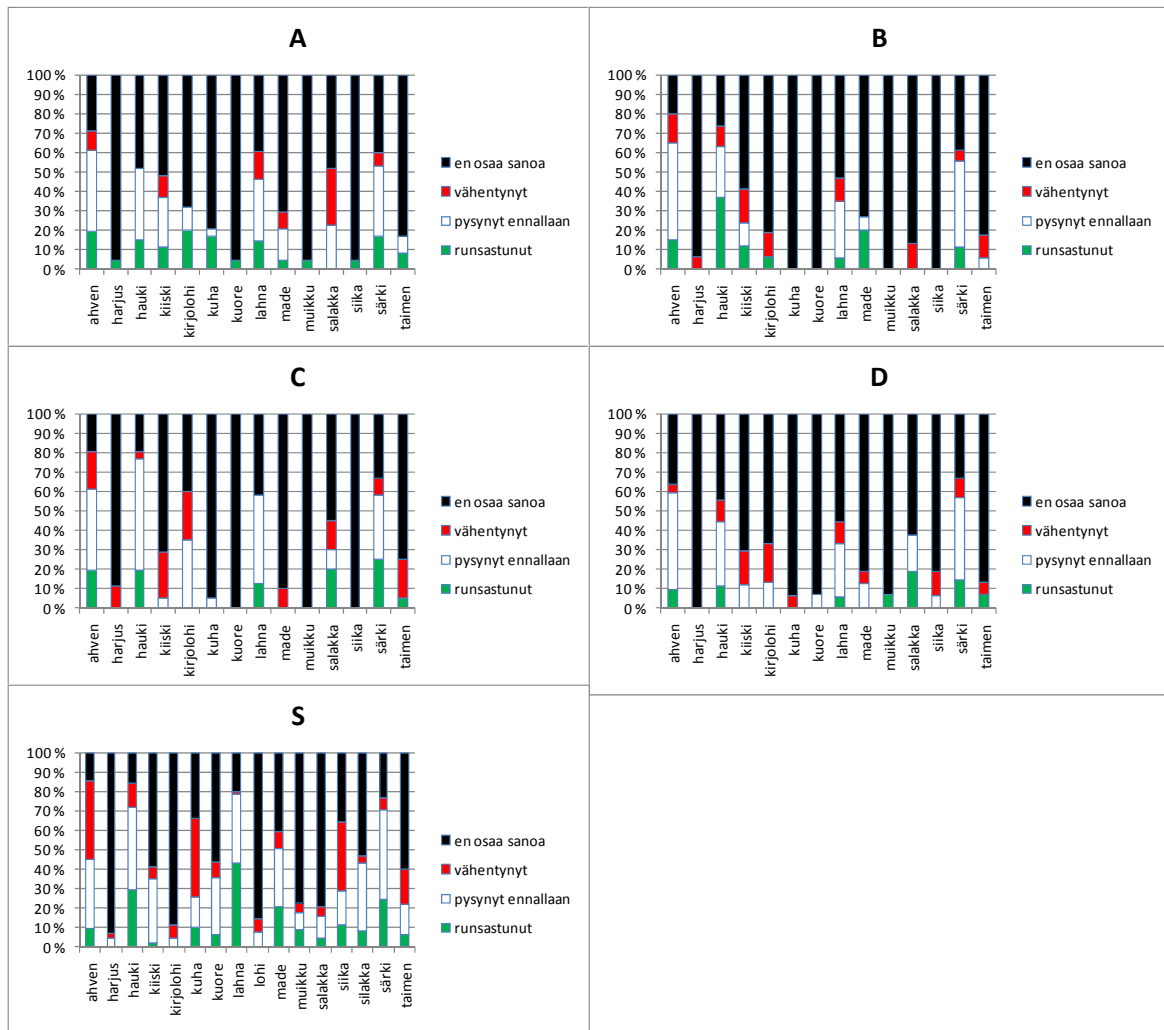 A
100 %
90 %
80 %
70 %
60 %
50 %
40 %
30 %
20 %
10 %
0 %
ahven
harjus
hauki
kiiski
kirjolohi
kuha
kuore
lahna
made
muikku
salakka
siika
särki
taimen
en osaa sanoa
vähentynyt
pysynyt ennallaan
runsastunut
B
100 %
90 %
80 %
70 %
60 %
50 %
40 %
30 %
20 %
10 %
0 %
ahven
harjus
hauki
kiiski
kirjolohi
kuha
kuore
lahna
made
muikku
salakka
siika
särki
taimen
en osaa sanoa
vähentynyt
pysynyt ennallaan
runsastunut
C
100 %
90 %
80 %
70 %
60 %
50 %
40 %
30 %
20 %
10 %
0 %
ahven
harjus
hauki
kiiski
kirjolohi
kuha
kuore
lahna
made
muikku
salakka
siika
särki
taimen
en osaa sanoa
vähentynyt
pysynyt ennallaan
runsastunut
D
100 %
90 %
80 %
70 %
60 %
50 %
40 %
30 %
20 %
10 %
0 %
ahven
harjus
hauki
kiiski
kirjolohi
kuha
kuore
lahna
made
muikku
salakka
siika
särki
taimen
en osaa sanoa
vähentynyt
pysynyt ennallaan
runsastunut
S
100 %
90 %
80 %
70 %
60 %
50 %
40 %
30 %
20 %
10 %
0 %
ahven
harjus
hauki
kiiski
kirjolohi
kuha
kuore
lahna
lohi
made
muikku
salakka
siika
silakka
särki
taimen
en osaa sanoa
vähentynyt
pysynyt ennallaan
runsastunut